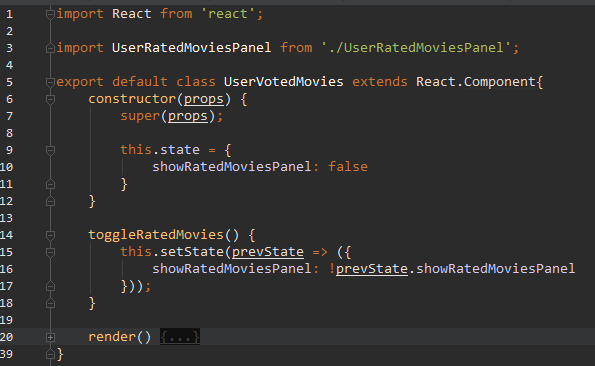 1 import React from 'react';
2
3 import UserRatedMoviesPanel from './UserRatedMoviesPanel';
4
5 export default class UserVotedMovies extends React.Component{
6     constructor(props) {
7         super(props);
8
9         this.state = {
10             showRatedMoviesPanel: false
11         }
12     }
13
14     toggleRatedMovies() {
15         this.setState(prevState => ({
16             showRatedMoviesPanel: !prevState.showRatedMoviesPanel
17         }));
18     }
19
20     render() {...}
39 }